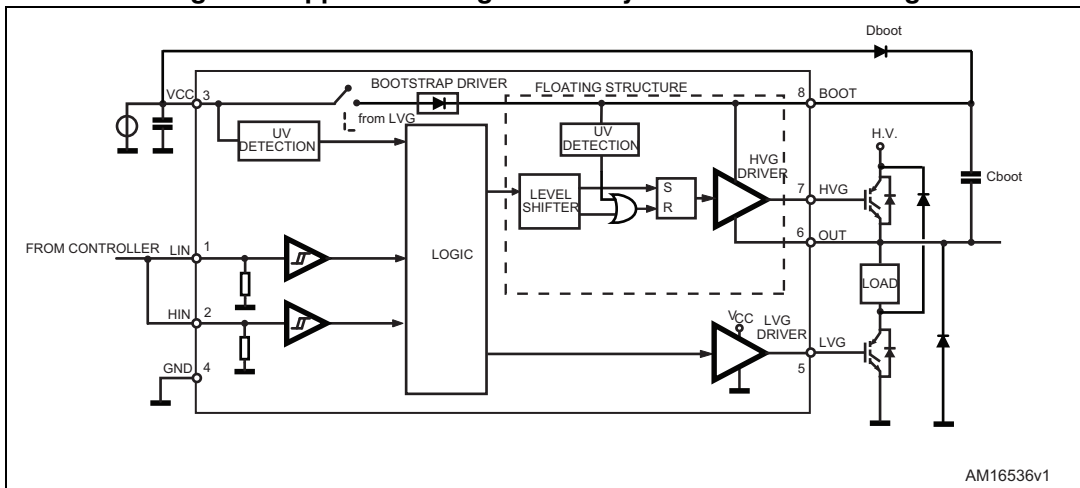 Dboot
BOOTSTRAP DRIVER
FLOATING STRUCTURE
VCC
3
8
BOOT
from LVG
H.V.
UV
DETECTION
UV
DETECTION
HVG
DRIVER
Cboot
7
HVG
LEVEL
SHIFTER
S
R
FROM CONTROLLER
LIN
1
6
OUT
LOGIC
LOAD
HIN
2
VCC
LVG
DRIVER
LVG
5
GND
4
AM16536v1